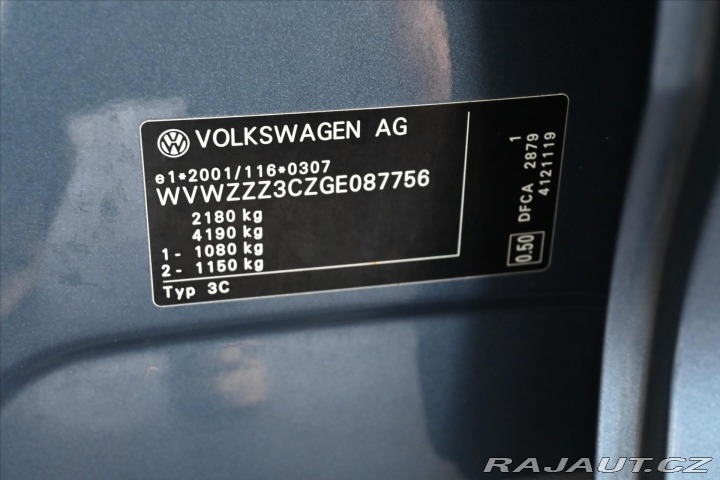 VOLKSWAGEN AG
e1*2001/116*0307
WVWZZZ3CZGE087756
2180 kg
4190 kg
1 - 1080 kg
2 - 1150 kg
Typ 3C
0.50
DFCA 2879 1
4121119
RAJAUT.CZ